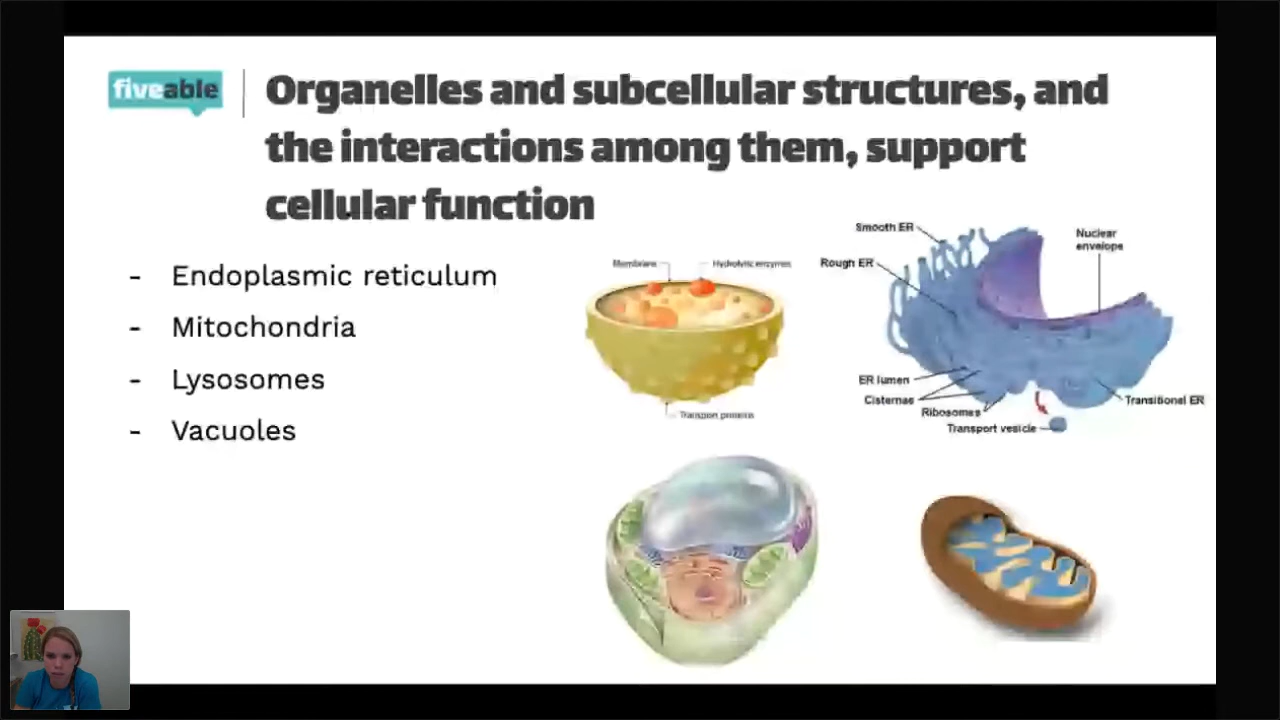 fiveable
Organelles and subcellular structures, and
the interactions among them, support
cellular function
- Endoplasmic reticulum
- Mitochondria
- Lysosomes
- Vacuoles
Membrane
Hydrolytic enzymes
Transport proteins
Smooth ER
Nuclear
envelope
Rough ER
ER lumen
Cisternae
Ribosomes
Transport vesicle
Transitional ER